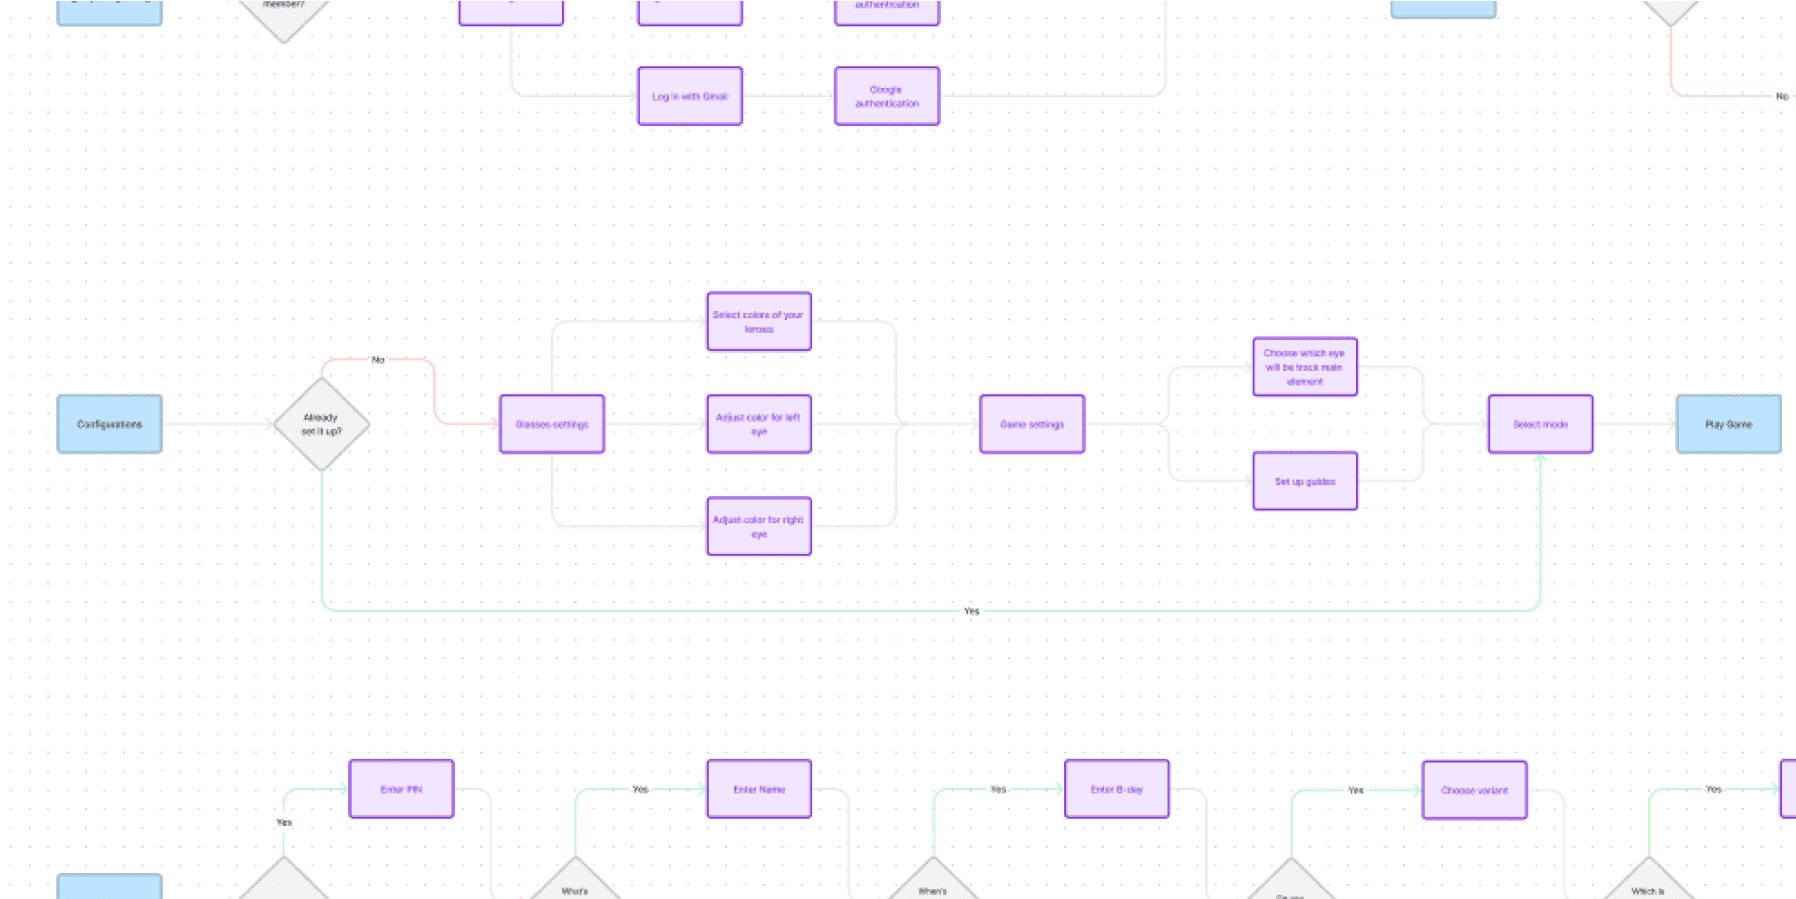 member?
authentication
Log in with Gmail
Google
authentication
No
Select colors of your
lenses
No
Choose which eye
will be track main
element
Configurations
Already
set it up?
Glasses settings
Adjust color for left
eye
Game settings
Select mode
Play Game
Set up guides
Adjust color for right
eye
Yes
Enter PIN
Yes
Enter Name
Yes
Enter B-day
Yes
Choose variant
Yes
Yes
What's
When's
Which is